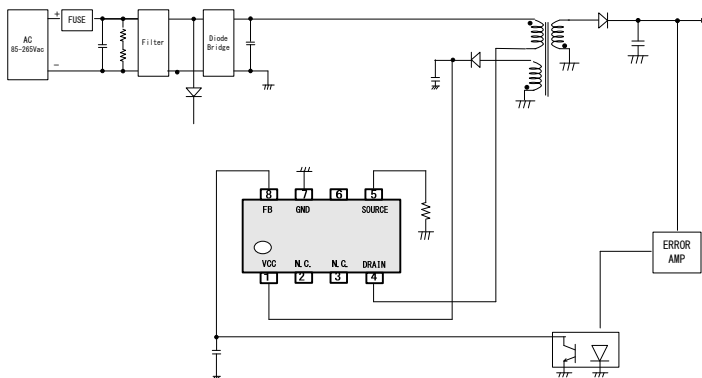 AC
85-265Vac
+
−
FUSE
Filter
Diode
Bridge
8 7 6 5
FB GND SOURCE
VCC N.C. N.C. DRAIN
1 2 3 4
ERROR
AMP